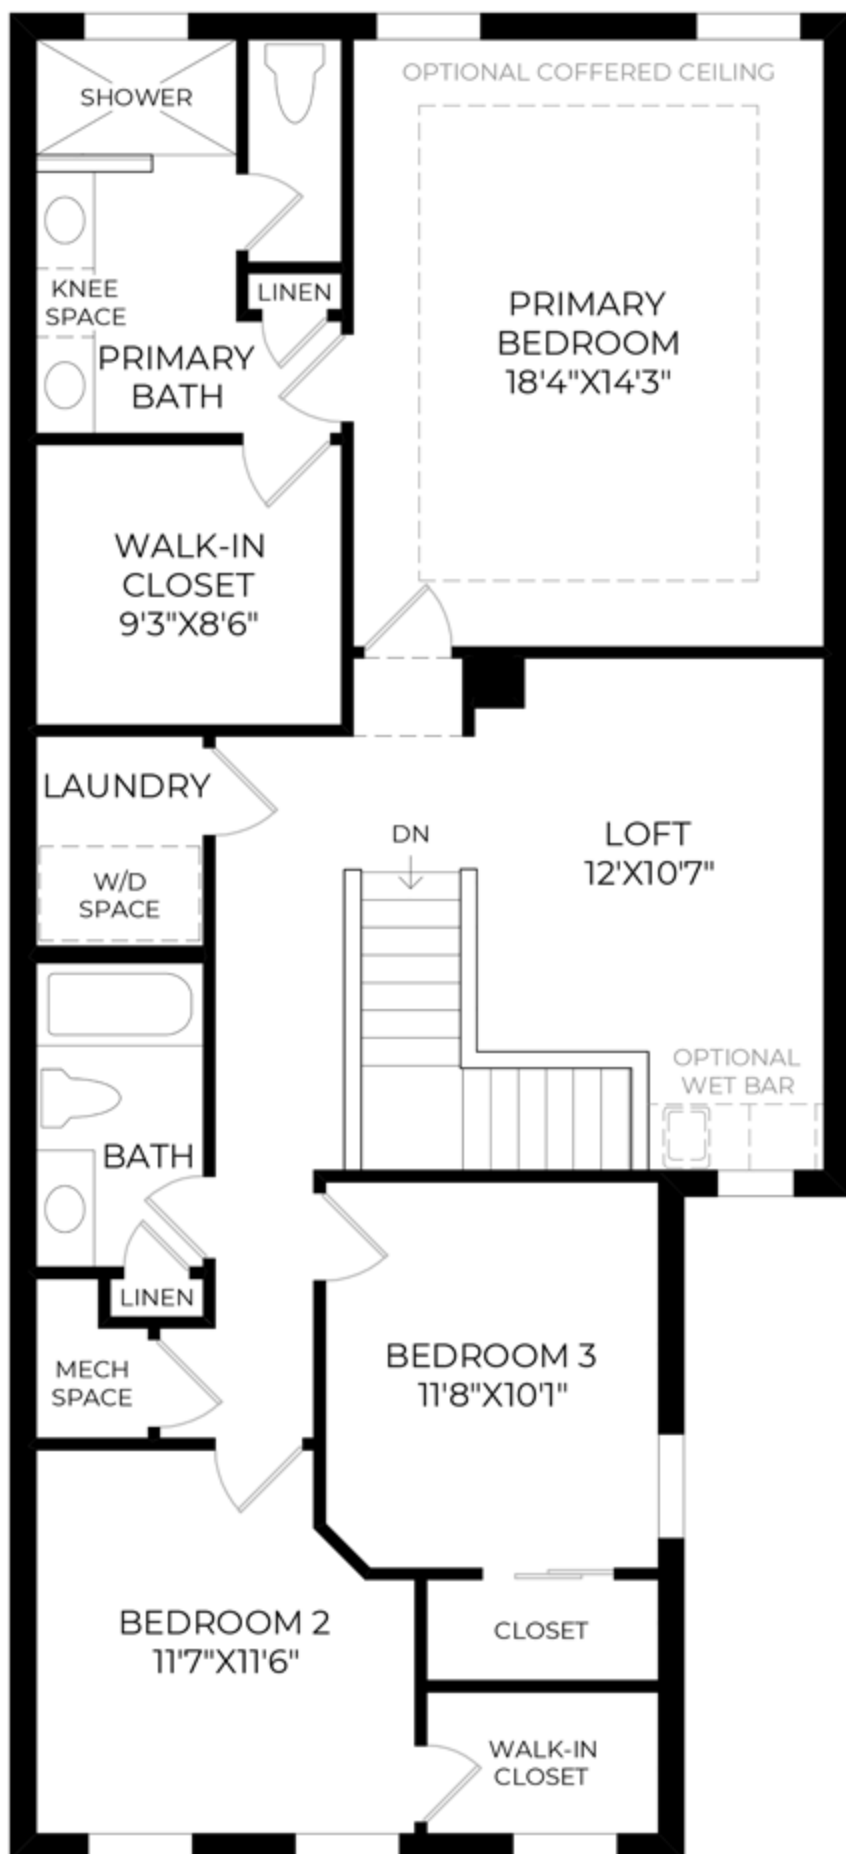 SHOWER
OPTIONAL COFFERED CEILING
KNEE
SPACE
LINEN
PRIMARY
BATH
PRIMARY
BEDROOM
18'4"X14'3"
WALK-IN
CLOSET
9'3"X8'6"
LAUNDRY
W/D
SPACE
DN
LOFT
12'X10'7"
OPTIONAL
WET BAR
BATH
LINEN
MECH
SPACE
BEDROOM 3
11'8"X10'1"
BEDROOM 2
11'7"X11'6"
CLOSET
WALK-IN
CLOSET